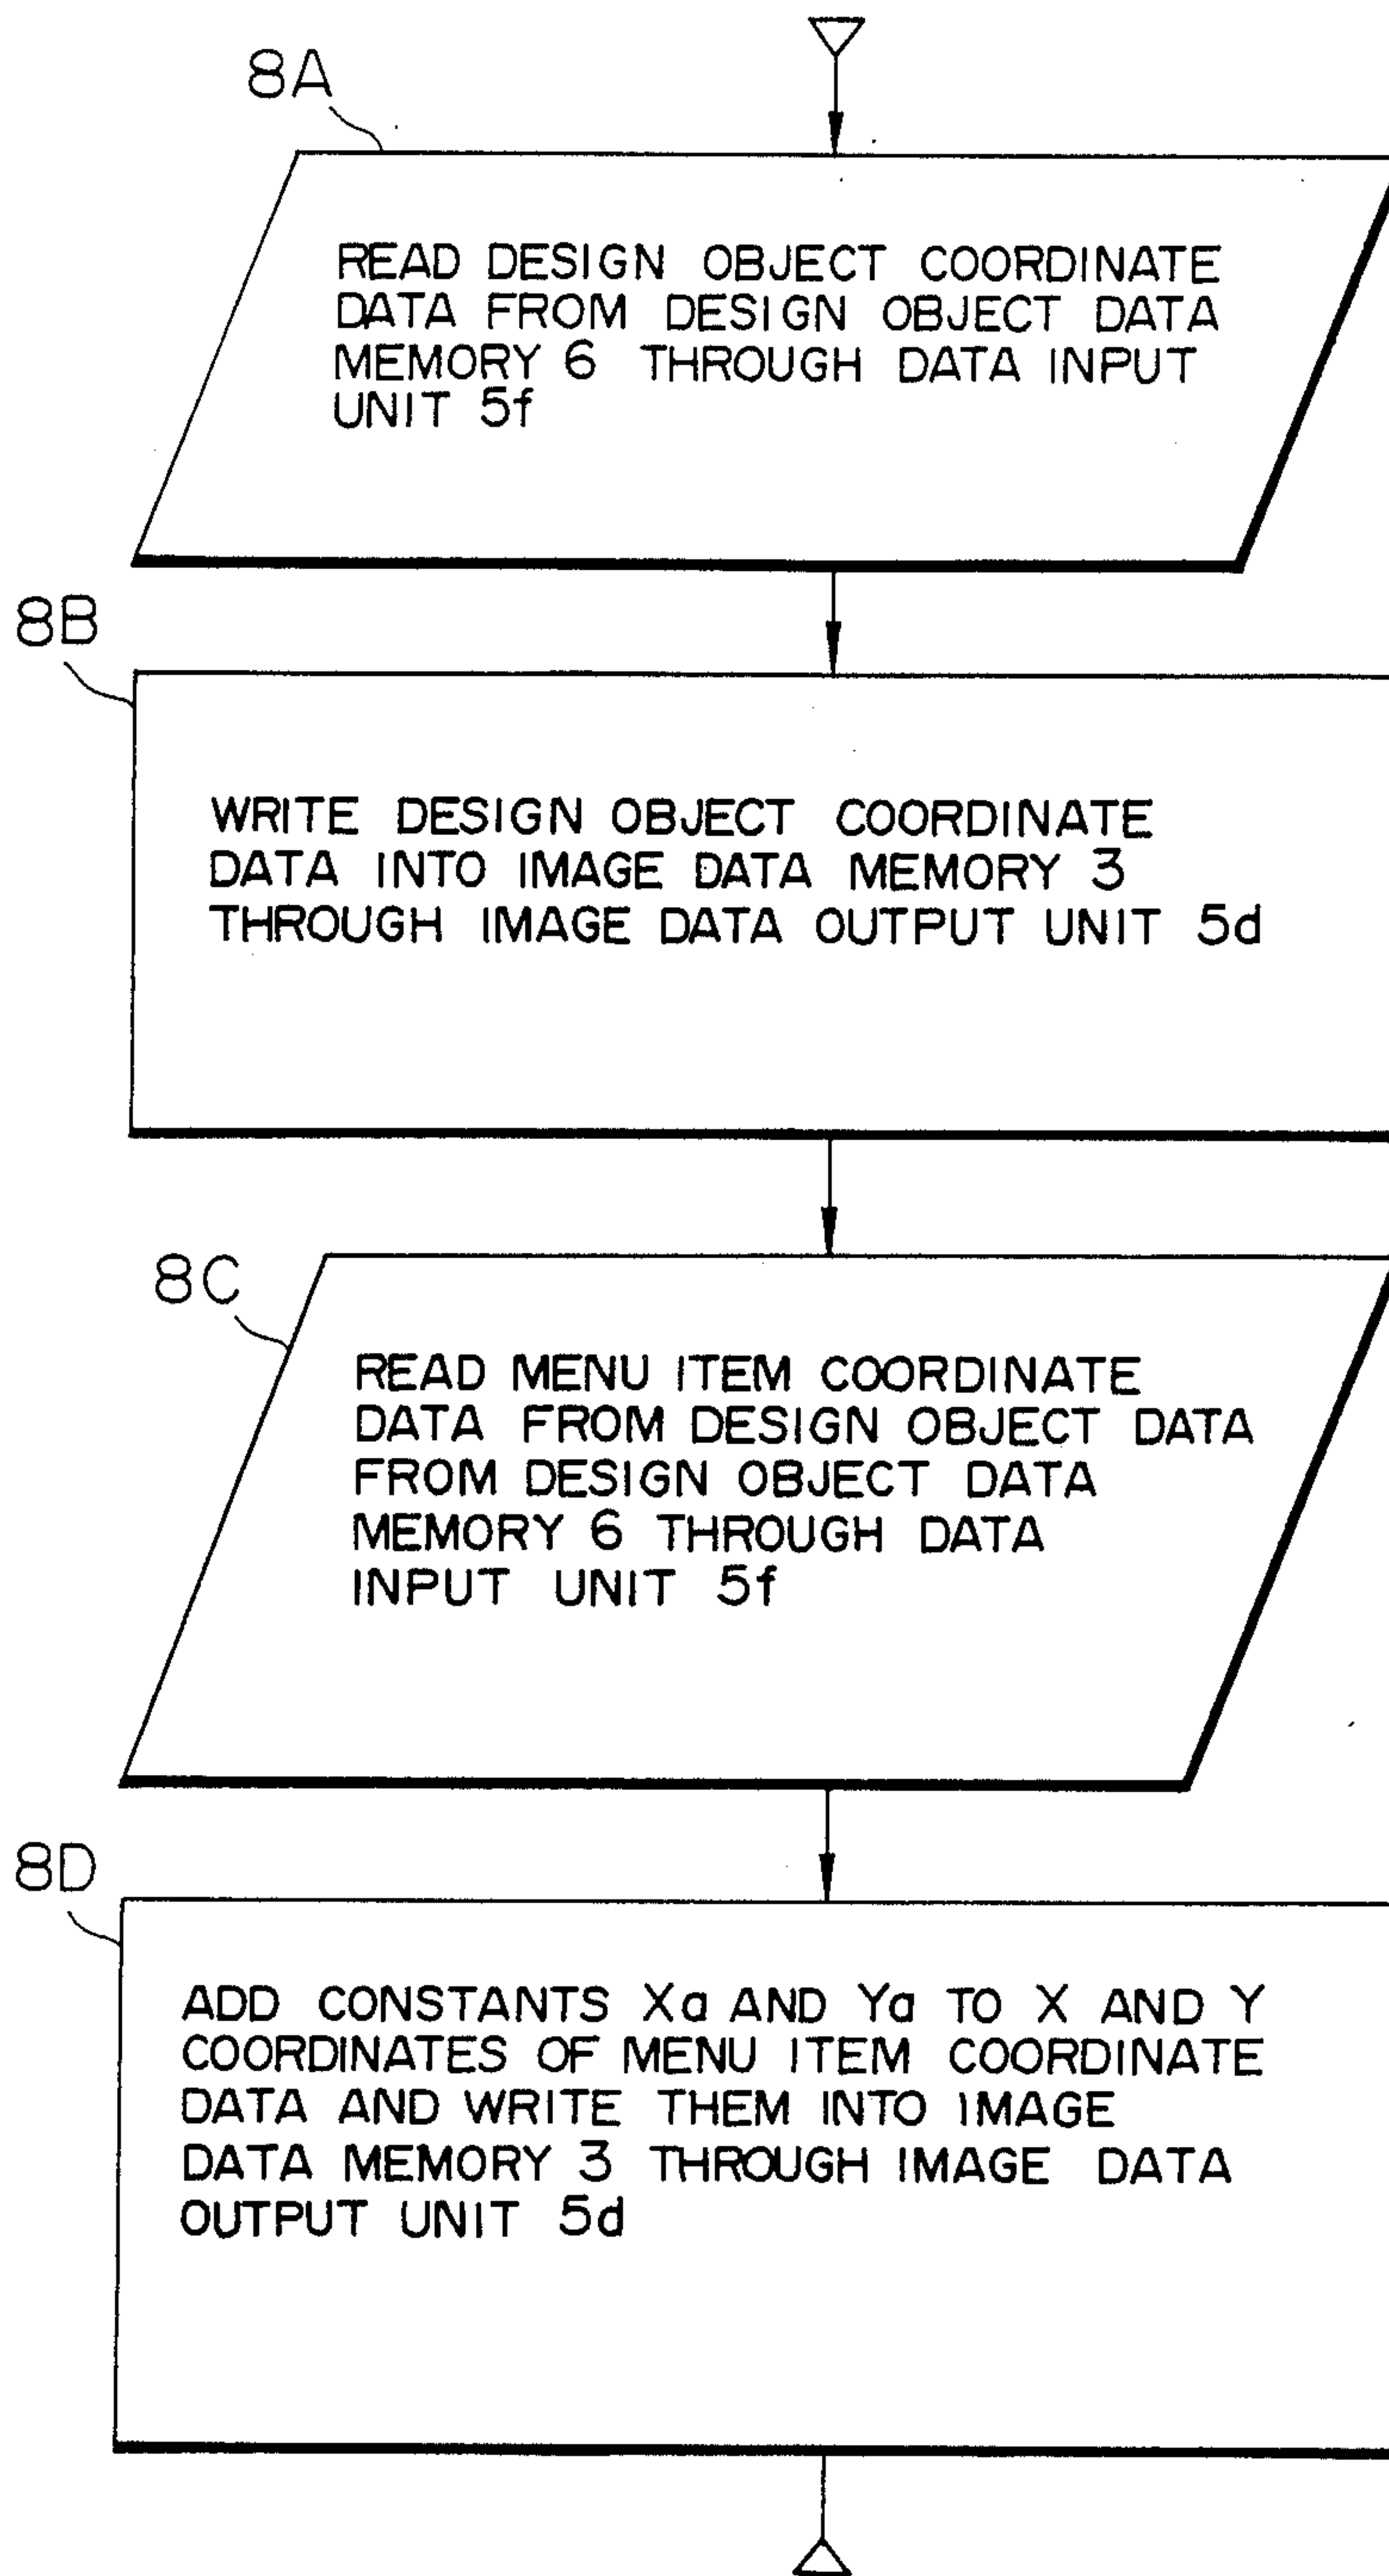 8A
READ DESIGN OBJECT COORDINATE
DATA FROM DESIGN OBJECT DATA
MEMORY 6 THROUGH DATA INPUT
UNIT 5f
8B
WRITE DESIGN OBJECT COORDINATE
DATA INTO IMAGE DATA MEMORY 3
THROUGH IMAGE DATA OUTPUT UNIT 5d
8C
READ MENU ITEM COORDINATE
DATA FROM DESIGN OBJECT DATA
FROM DESIGN OBJECT DATA
MEMORY 6 THROUGH DATA
INPUT UNIT 5f
8D
ADD CONSTANTS Xa AND Ya TO X AND Y
COORDINATES OF MENU ITEM COORDINATE
DATA AND WRITE THEM INTO IMAGE
DATA MEMORY 3 THROUGH IMAGE DATA
OUTPUT UNIT 5d